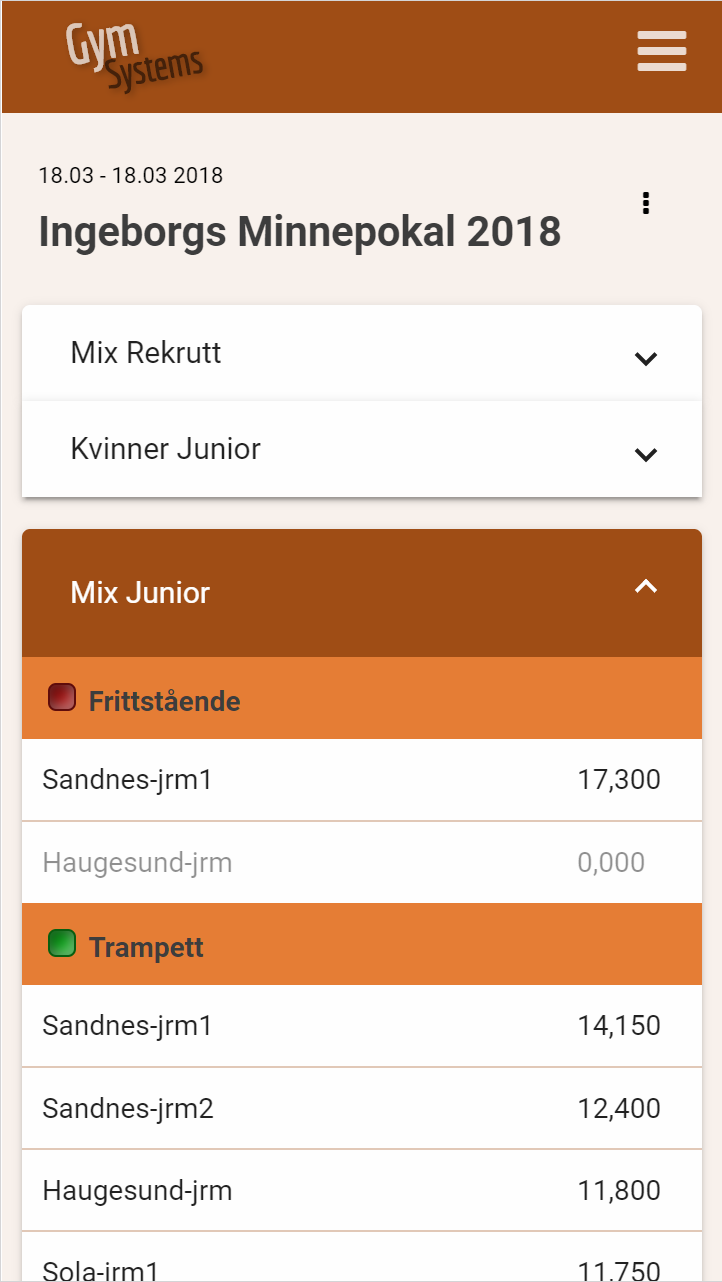 Gym
Systems
18.03 - 18.03 2018
Ingeborgs Minnepokal 2018
Mix Rekrutt
Kvinner Junior
Mix Junior
Frittstående
Sandnes-jrm1 17,300
Haugesund-jrm 0,000
Trampett
Sandnes-jrm1 14,150
Sandnes-jrm2 12,400
Haugesund-jrm 11,800
Sola-jrm1 11,750